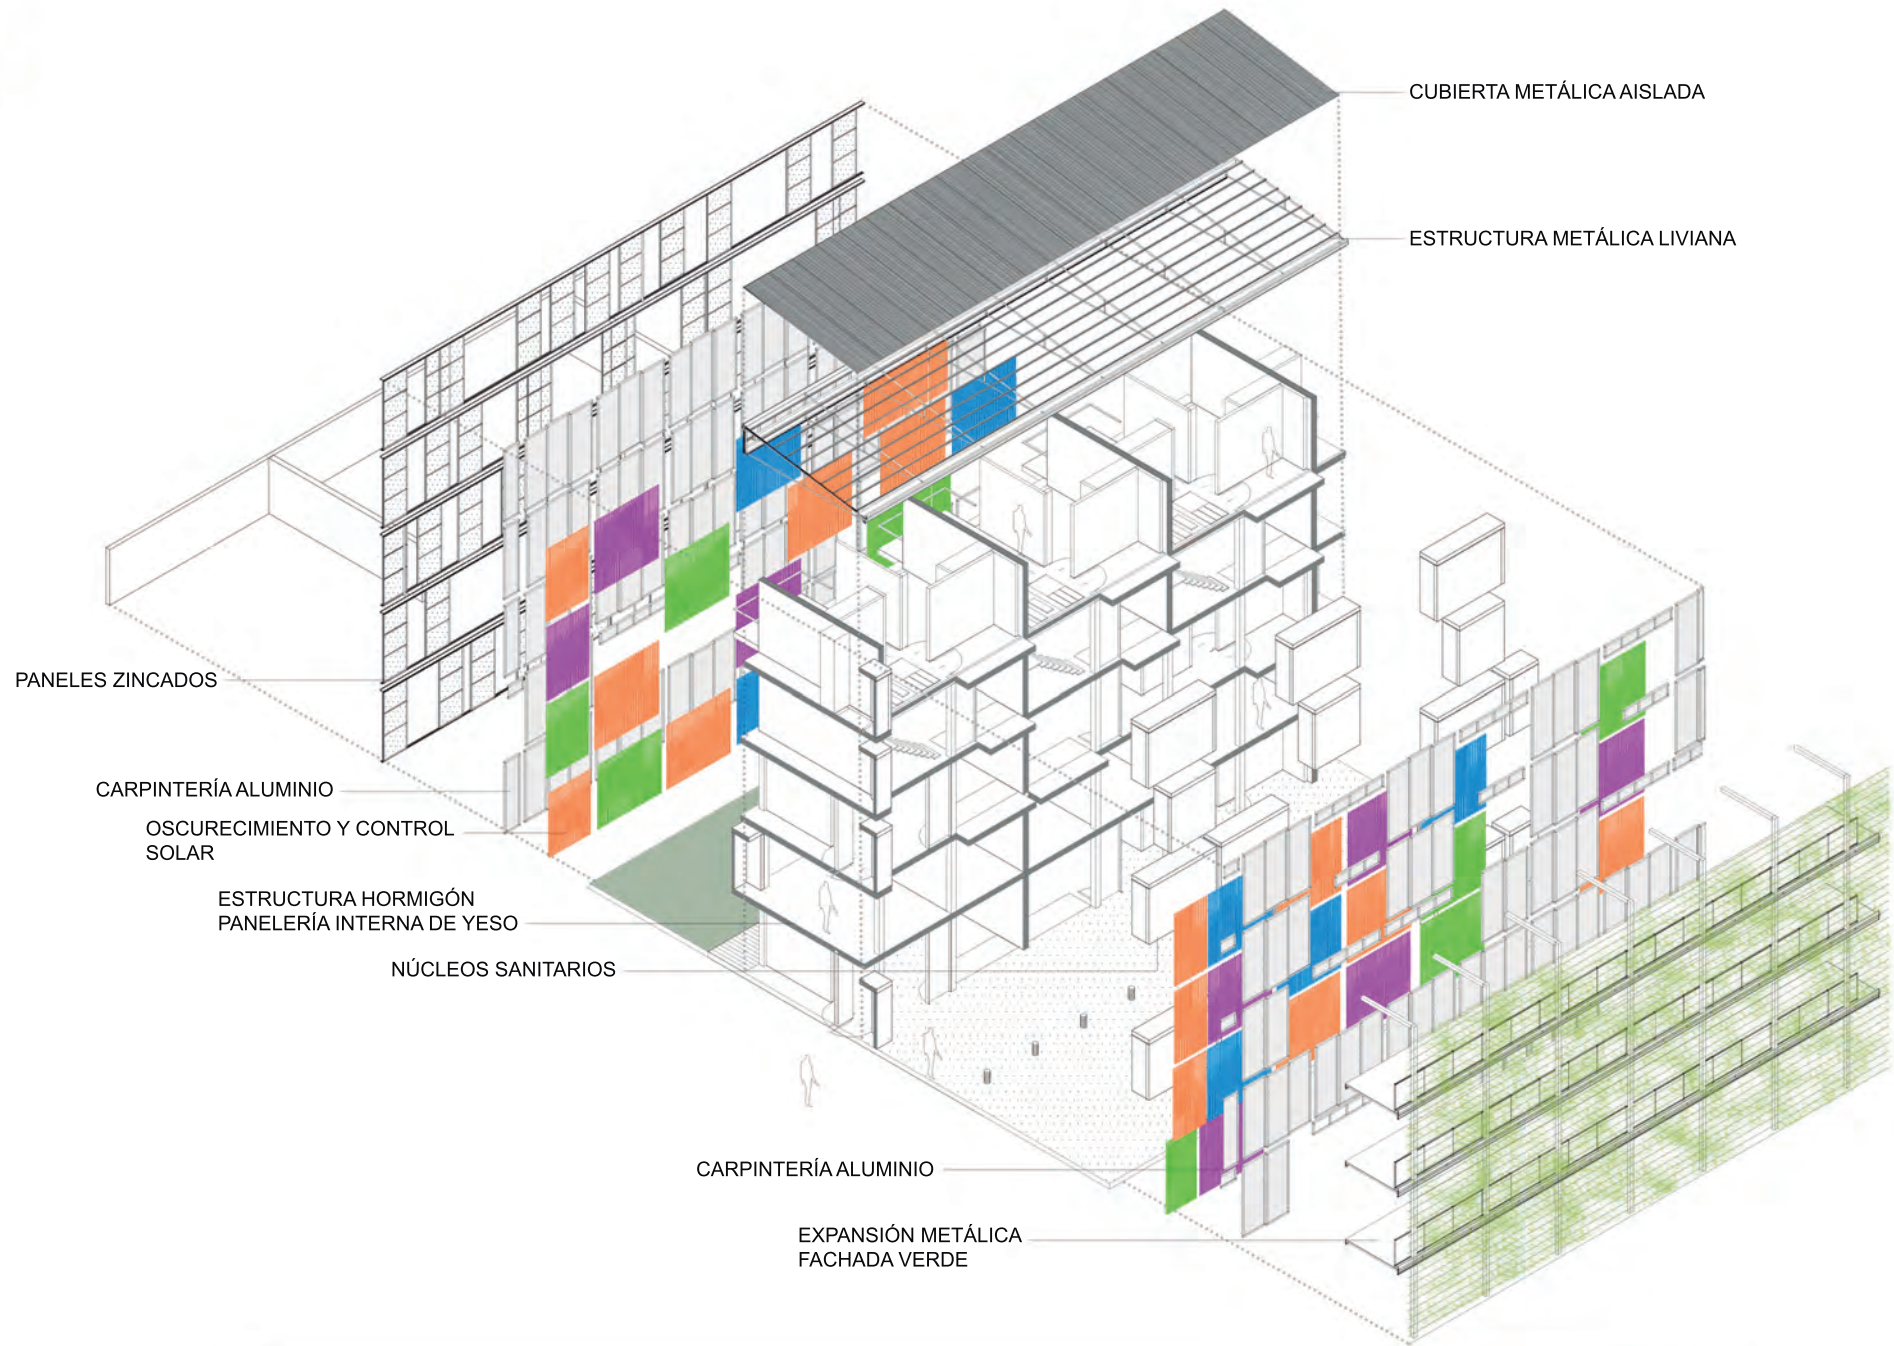 CUBIERTA METÁLICA AISLADA
ESTRUCTURA METÁLICA LIVIANA
PANELES ZINCADOS
CARPINTERÍA ALUMINIO
OSCURECIMIENTO Y CONTROL
SOLAR
ESTRUCTURA HORMIGÓN
PANELERÍA INTERNA DE YESO
NÚCLEOS SANITARIOS
CARPINTERÍA ALUMINIO
EXPANSIÓN METÁLICA
FACHADA VERDE